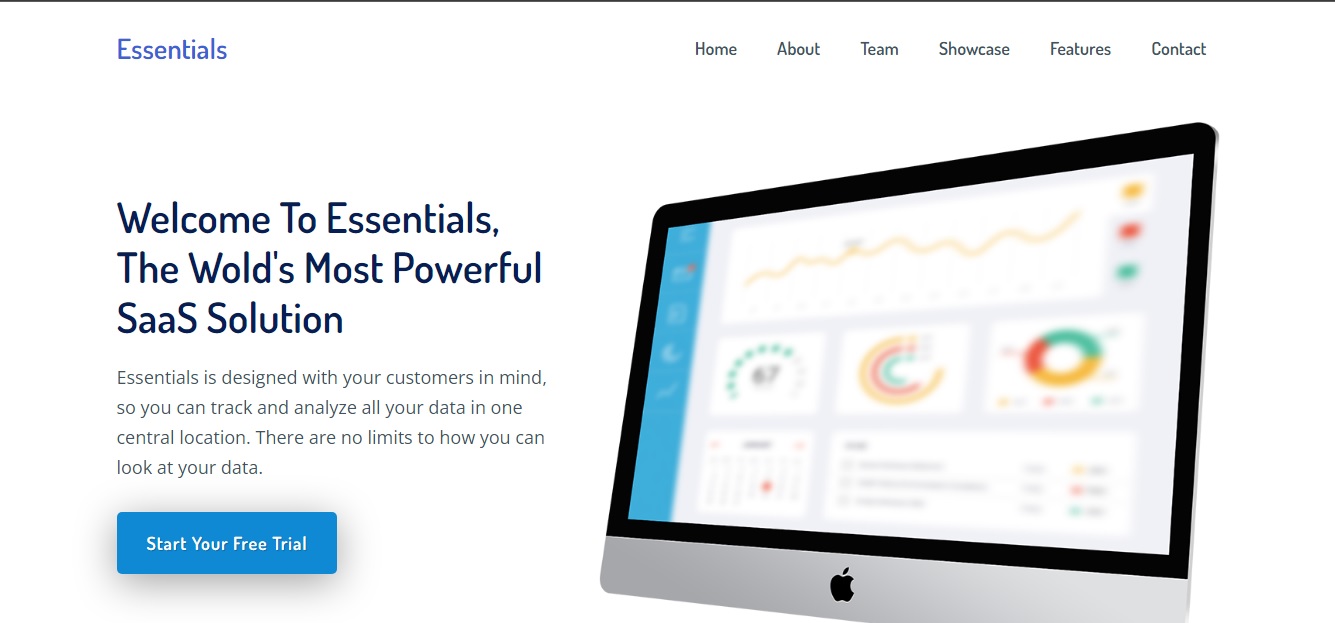 Essentials
Home About Team Showcase Features Contact
Welcome To Essentials,
The Wold's Most Powerful
SaaS Solution
Essentials is designed with your customers in mind,
so you can track and analyze all your data in one
central location. There are no limits to how you can
look at your data.
Start Your Free Trial
67